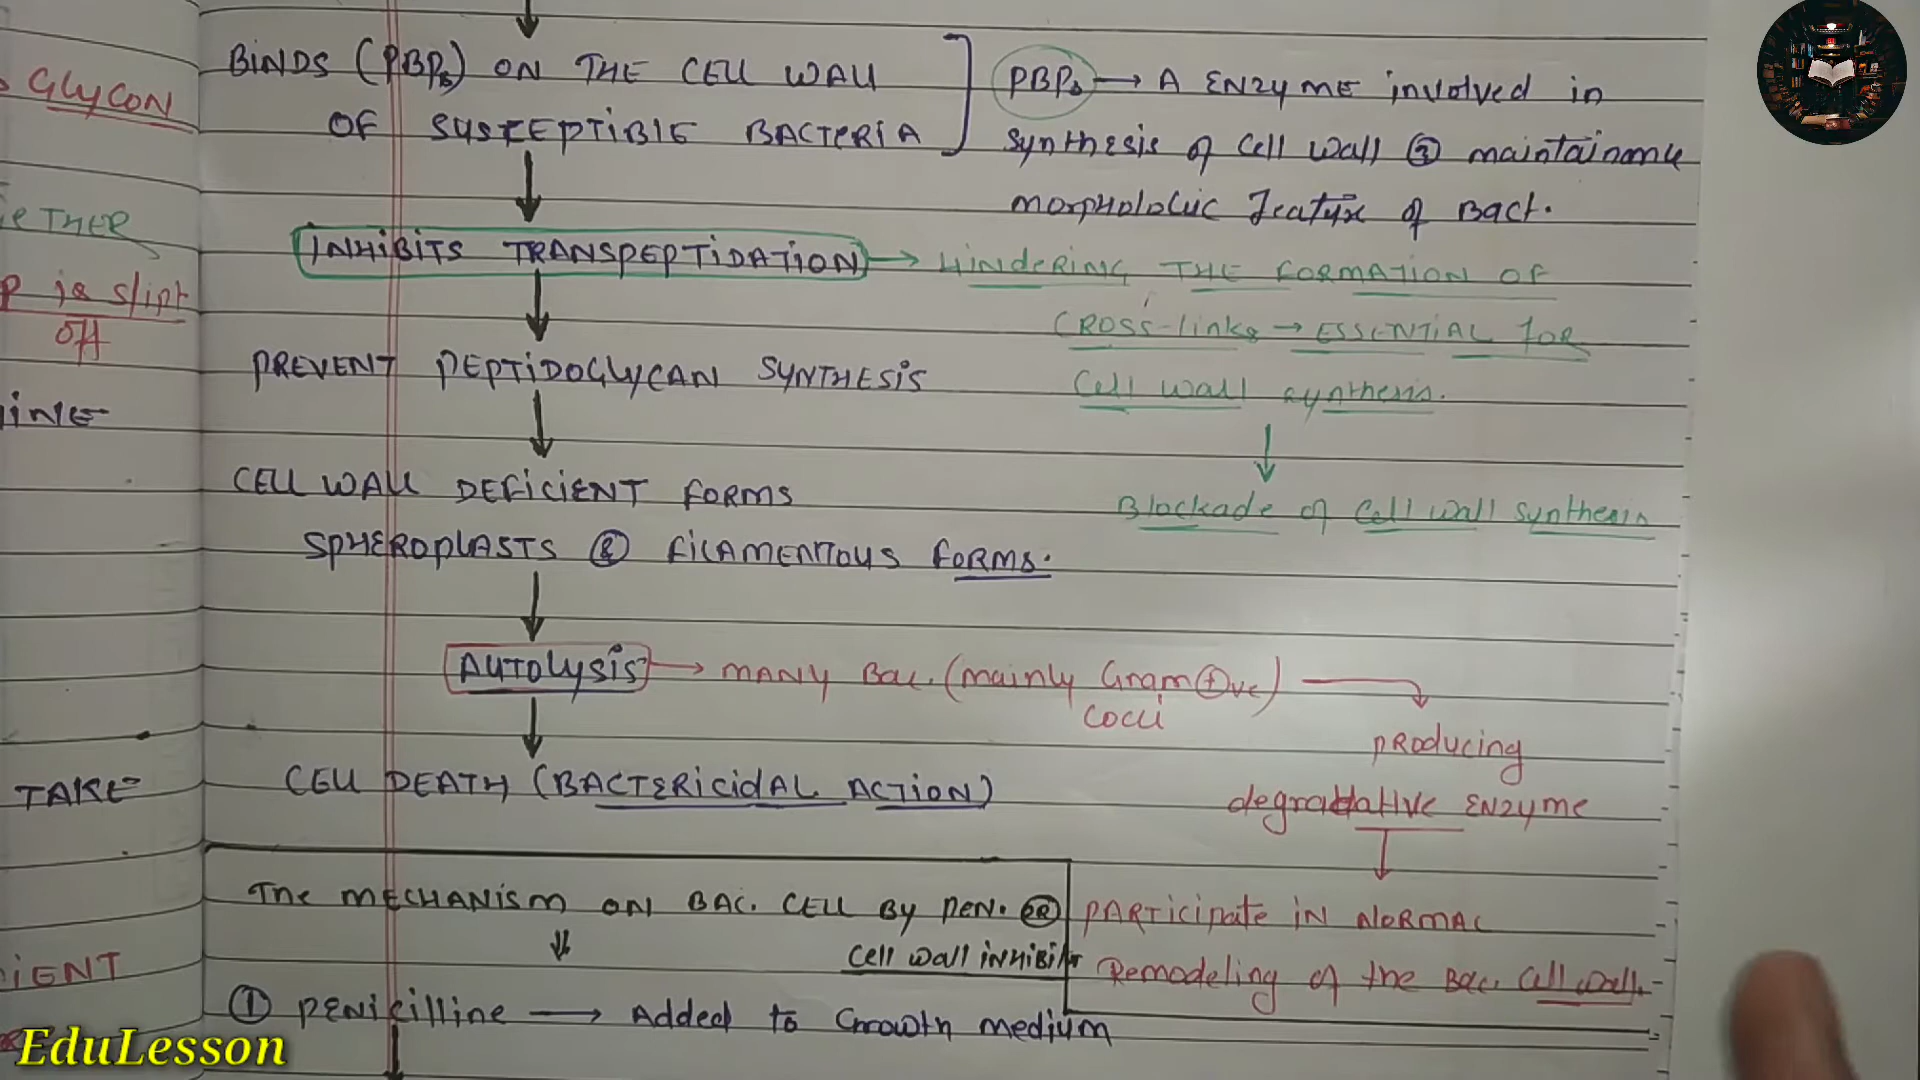 BINDS (PBPs) ON THE CELL WALL
OF SUSEEPTIBLE BACTERIA
PBPs → A ENZYME involved in
synthesis of Cell wall & maintainance
morphololuc Feature of Bact.
INHIBITS TRANSPEPTIDATION → HINDERING THE FORMATION OF
CROSS-links → ESSENTIAL FOR
Cell wall synthesis.
↓
Blockade of Cell wall synthesis
PREVENT PEPTIDOGLYCAN SYNTHESIS
CELL WALL DEFICIENT FORMS
SPHEROPLASTS & FILAMENTOUS FORMS.
AUTOLYSIS → MANY Bac. (mainly Gram ⊕ve)
cocci
producing
degradative ENZYME
PARTICIPATE IN NORMAL
Remodeling of the Bac. Cell wall.
CELL DEATH (BACTERICIDAL ACTION)
The MECHANISM ON BAC. CELL BY PEN. OR
Cell wall inHIBITOR
① PENICILLINE → Added to Growth medium
GLYCON
ETHER
P is slipt
off
TAKE
IENT
EduLesson